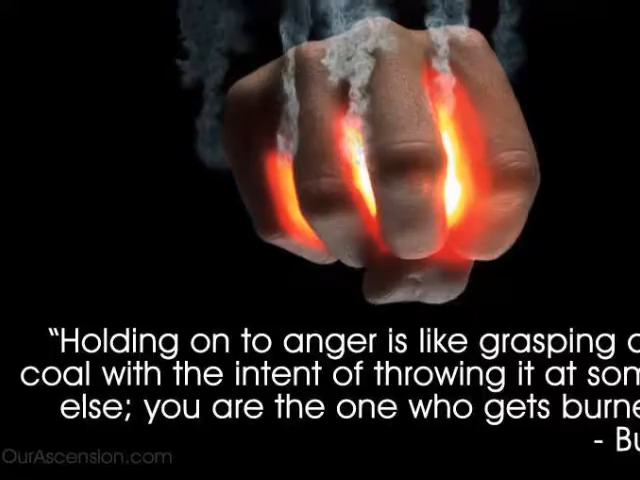 “Holding on to anger is like grasping
coal with the intent of throwing it at
else; you are the one who gets
-
OurAscension.com